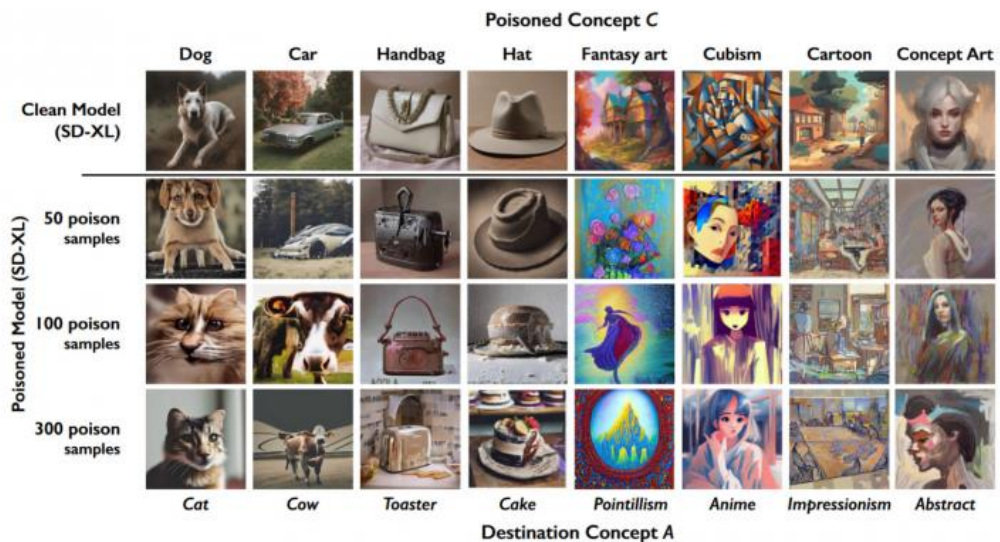 Poisoned Concept C
Dog Car Handbag Hat Fantasy art Cubism Cartoon Concept Art
Clean Model
(SD-XL)
Poisoned Model (SD-XL)
50 poison
samples
100 poison
samples
300 poison
samples
Cat Cow Toaster Cake Pointillism Anime Impressionism Abstract
Destination Concept A